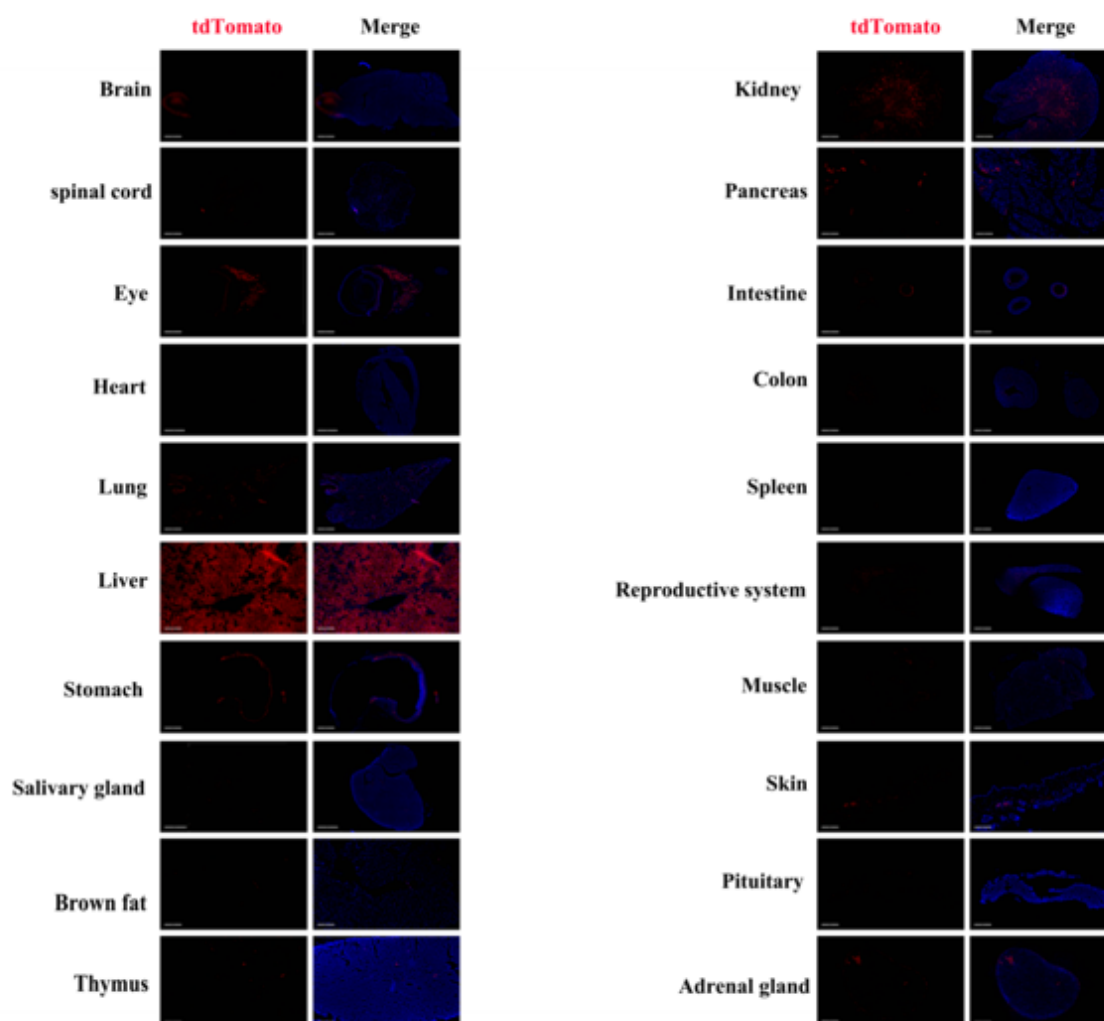 tdTomato Merge
Brain
spinal cord
Eye
Heart
Lung
Liver
Stomach
Salivary gland
Brown fat
Thymus
tdTomato Merge
Kidney
Pancreas
Intestine
Colon
Spleen
Reproductive system
Muscle
Skin
Pituitary
Adrenal gland